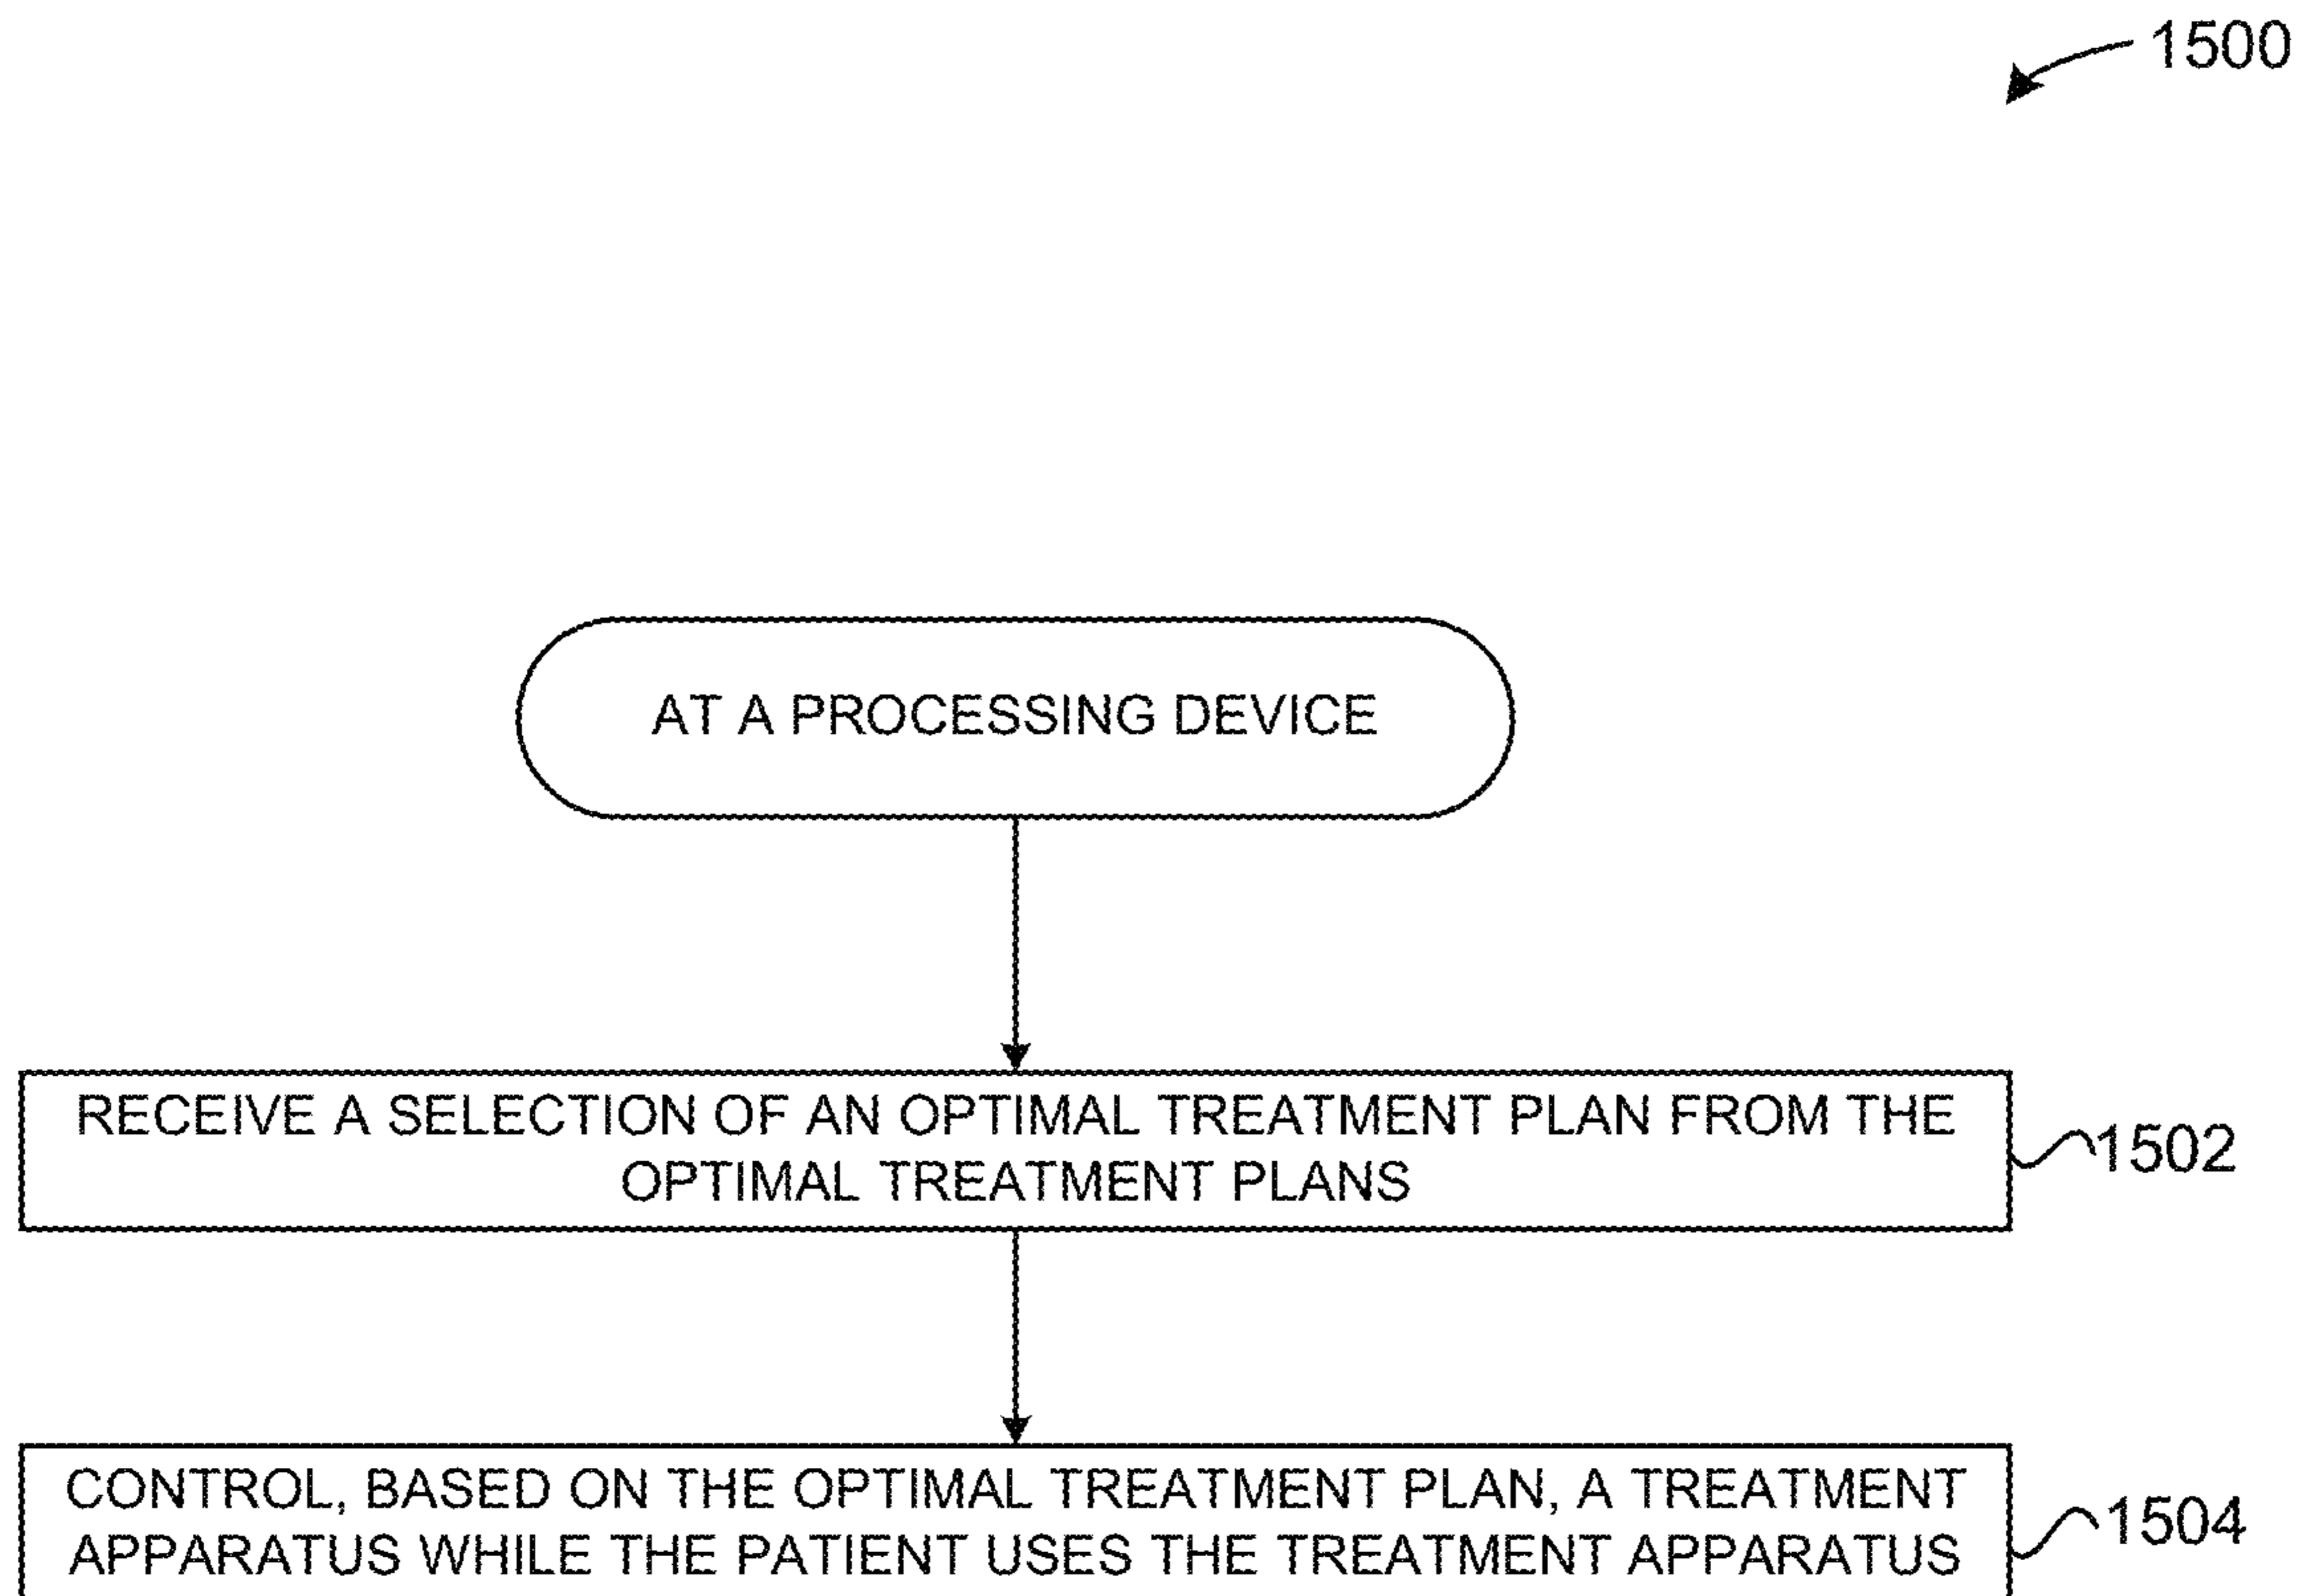 1500
AT A PROCESSING DEVICE
RECEIVE A SELECTION OF AN OPTIMAL TREATMENT PLAN FROM THE
OPTIMAL TREATMENT PLANS
1502
CONTROL, BASED ON THE OPTIMAL TREATMENT PLAN, A TREATMENT
APPARATUS WHILE THE PATIENT USES THE TREATMENT APPARATUS
1504